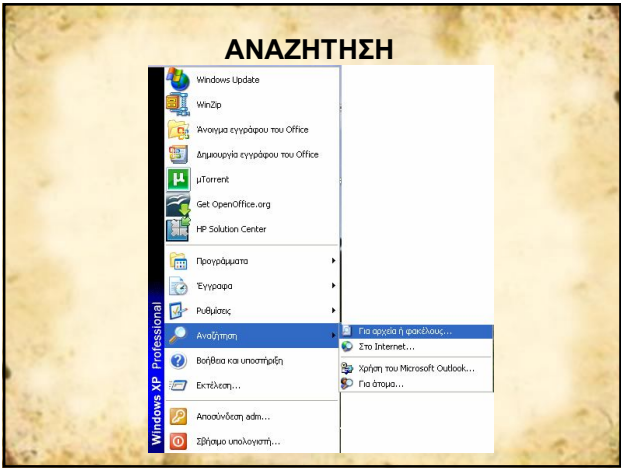 ΑΝΑΖΗΤΗΣΗ
Windows Update
WinZip
Άνοιγμα εγγράφου του Office
Δημιουργία εγγράφου του Office
µTorrent
Get OpenOffice.org
HP Solution Center
Προγράμματα
Έγγραφα
Ρυθμίσεις
Αναζήτηση
Για αρχεία ή φακέλους...
Στο Internet...
Χρήση του Microsoft Outlook...
Για άτομα...
Βοήθεια και υποστήριξη
Εκτέλεση...
Αποσύνδεση adm...
Σβήσιμο υπολογιστή...
Windows XP Professional